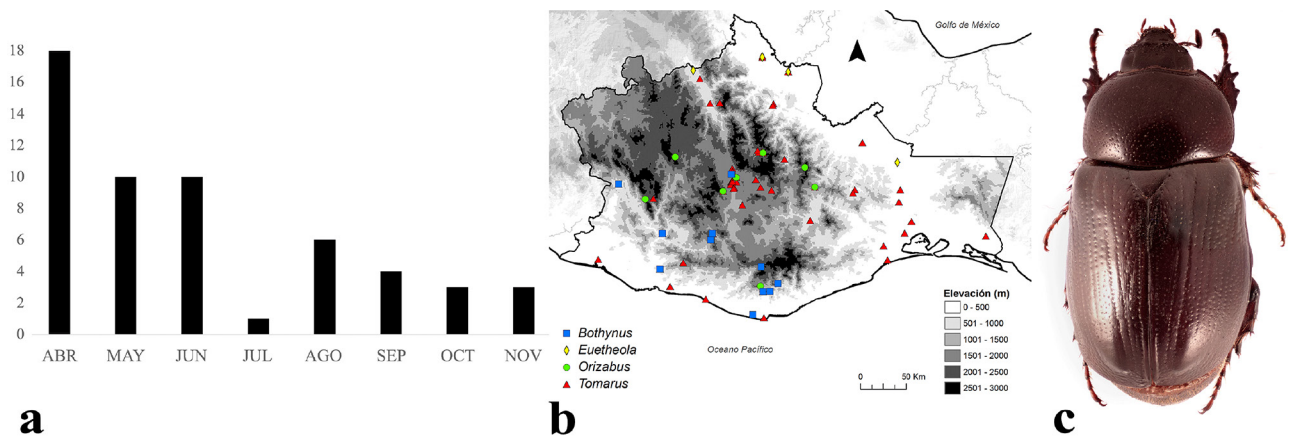 18
16
14
12
10
8
6
4
2
0
ABR MAY JUN JUL AGO SEP OCT NOV
a
Golfo de México
Bothynus
Euetheola
Orizabus
Tomarus
Oceano Pacífico
0 50 Km
Elevación (m)
0 - 500
501 - 1000
1001 - 1500
1501 - 2000
2001 - 2500
2501 - 3000
b
c